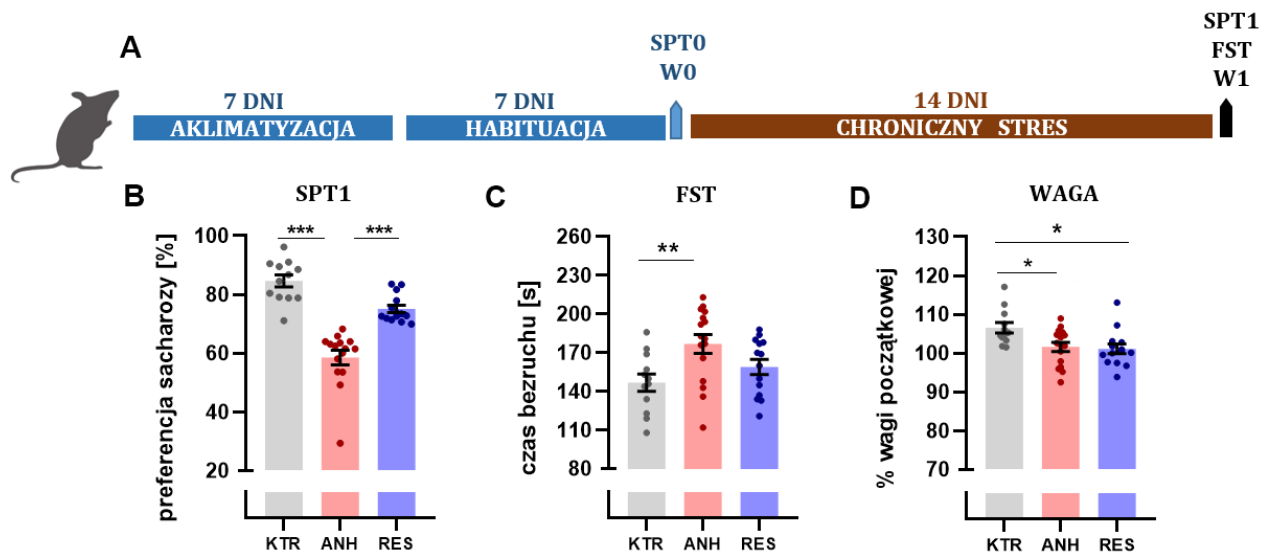 A
SPT0
W0
SPT1
FST
W1
7 DNI
7 DNI
14 DNI
AKLIMATYZACJA
HABITUACJA
CHRONICZNY STRES
B
SPT1
preferencja sacharozy [%]
100
80
60
40
20
***
***
KTR
ANH
RES
C
FST
czas bezruchu [s]
260
230
200
170
140
110
80
**
KTR
ANH
RES
D
WAGA
% wagi początkowej
130
120
110
100
90
80
70
*
*
KTR
ANH
RES